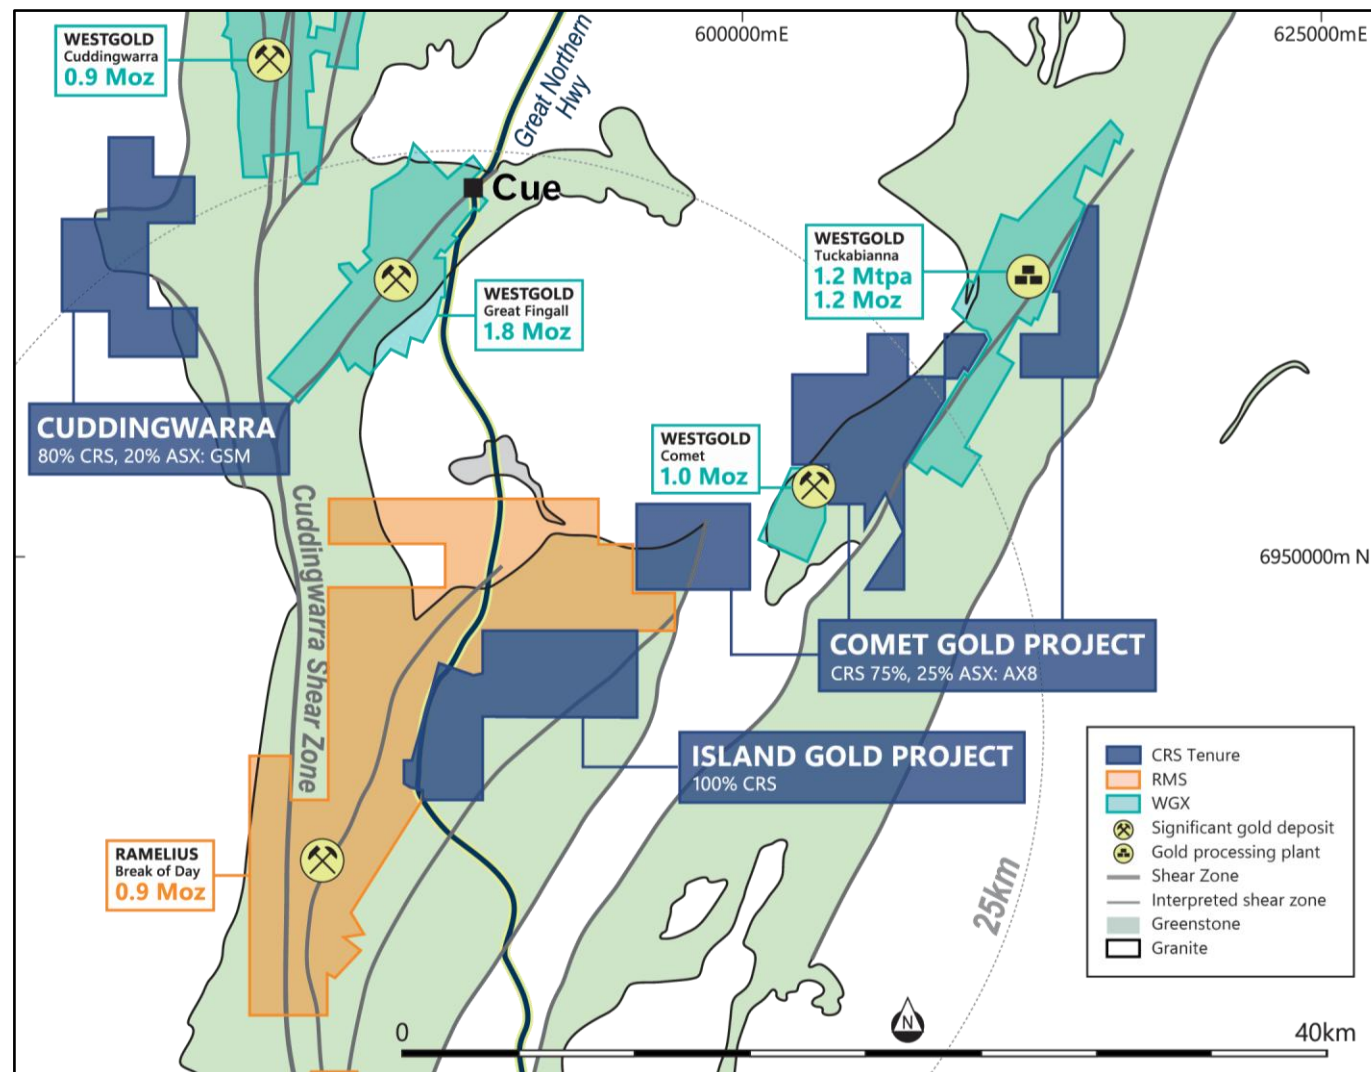 600000mE
625000mE
WESTGOLD
Cuddingwarra
0.9 Moz
Great Northern
Hwy
Cue
WESTGOLD
Tuckabianna
1.2 Mtpa
1.2 Moz
WESTGOLD
Great Fingall
1.8 Moz
CUDDINGWARRA
80% CRS, 20% ASX: GSM
WESTGOLD
Comet
1.0 Moz
Cuddingwarra Shear Zone
6950000m N
COMET GOLD PROJECT
CRS 75%, 25% ASX: AX8
ISLAND GOLD PROJECT
100% CRS
RAMELIUS
Break of Day
0.9 Moz
25km
CRS Tenure
RMS
WGX
Significant gold deposit
Gold processing plant
Shear Zone
Interpreted shear zone
Greenstone
Granite
N
0
40km